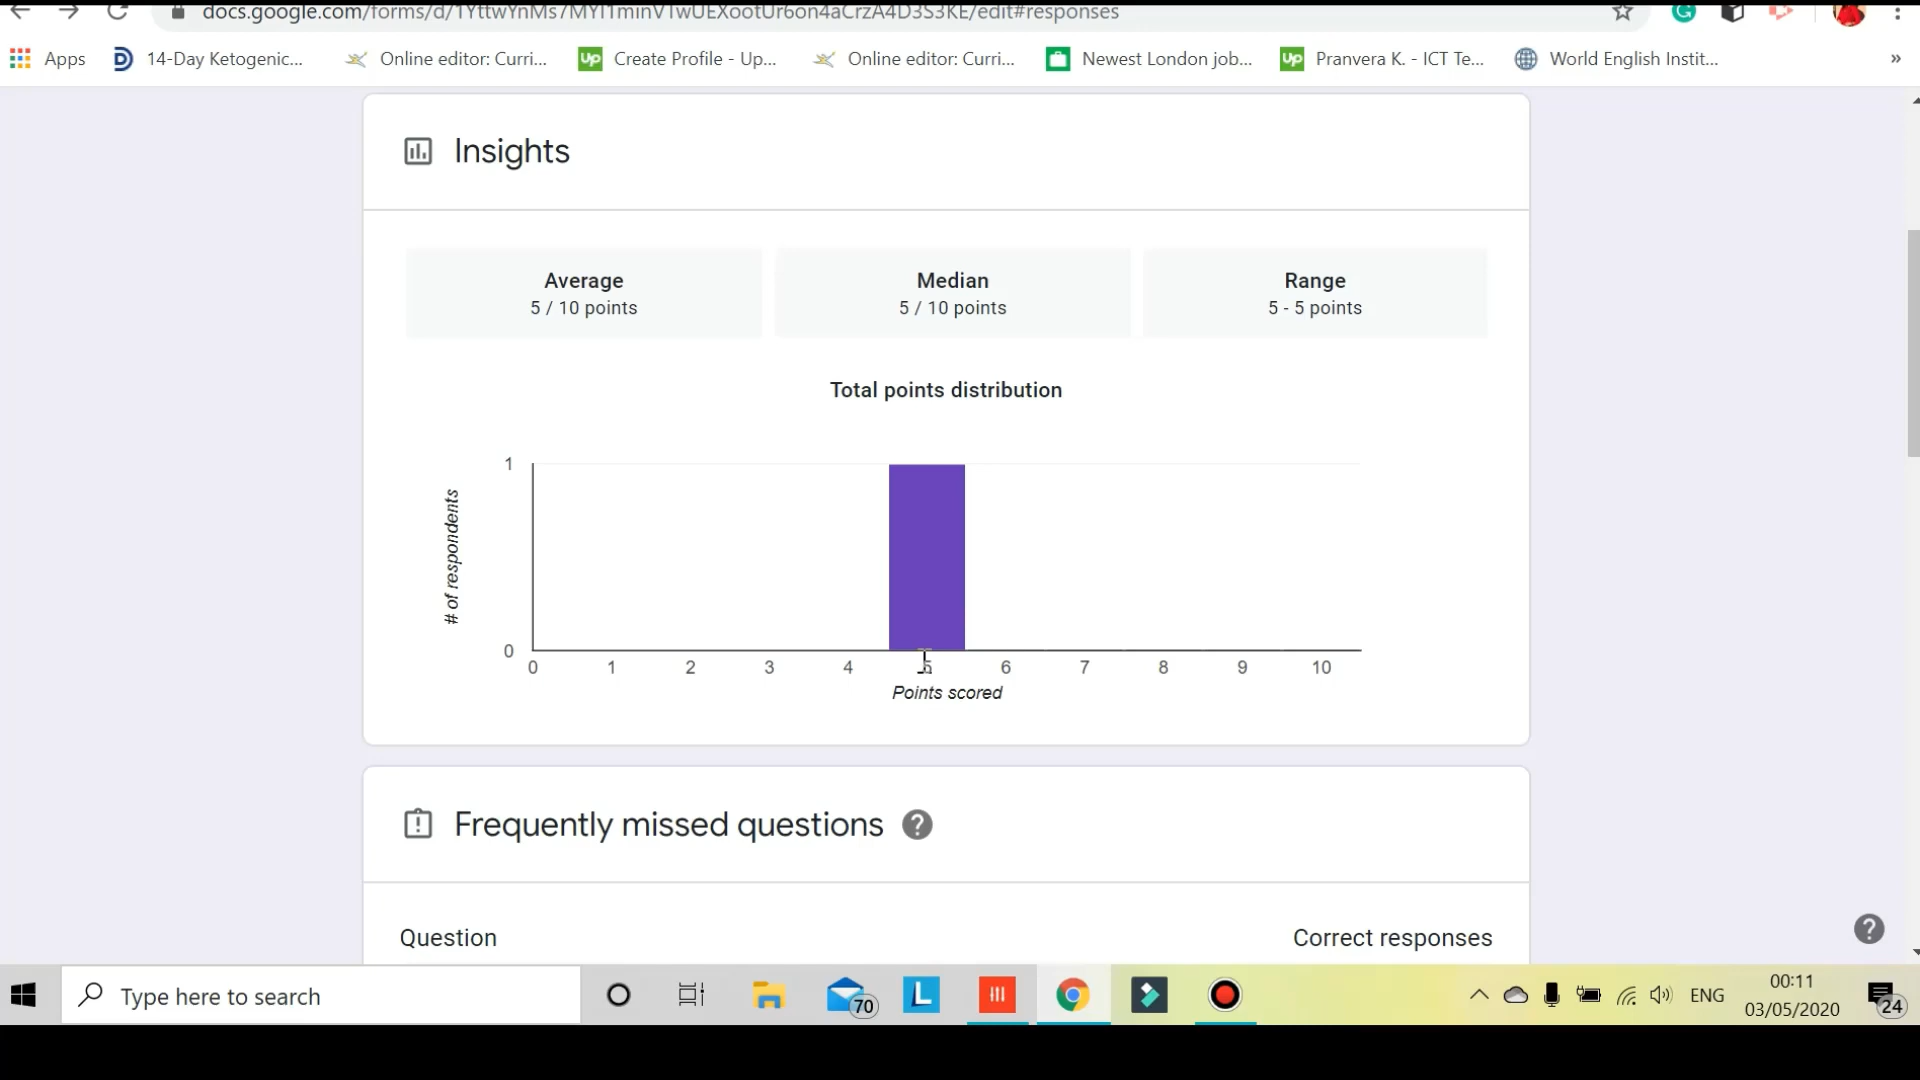 docs.google.com/forms/d/1YttwYnMs7MYI1minV1wUEXootUr6on4aCrzA4D3S3KE/edit#responses
Apps 14-Day Ketogenic... Online editor: Curri... Up Create Profile - Up... Online editor: Curri... Newest London job... Up Pranvera K. - ICT Te... World English Instit... »
Insights
Average
5 / 10 points
Median
5 / 10 points
Range
5 - 5 points
Total points distribution
# of respondents
1
0
0 1 2 3 4 5 6 7 8 9 10
Points scored
Frequently missed questions ?
Question Correct responses
Type here to search
70
L
ENG
00:11
03/05/2020
24